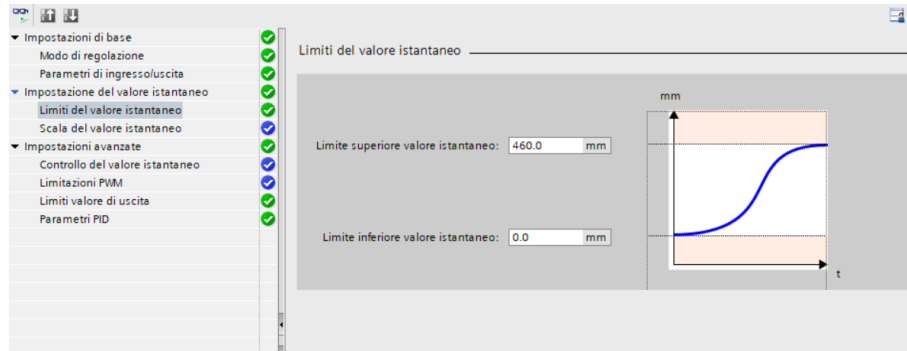 Impostazioni di base
Modo di regolazione
Parametri di ingresso/uscita
Impostazione del valore istantaneo
Limiti del valore istantaneo
Scala del valore istantaneo
Impostazioni avanzate
Controllo del valore istantaneo
Limitazioni PWM
Limiti valore di uscita
Parametri PID
Limiti del valore istantaneo
mm
Limite superiore valore istantaneo: 460.0 mm
Limite inferiore valore istantaneo: 0.0 mm
t